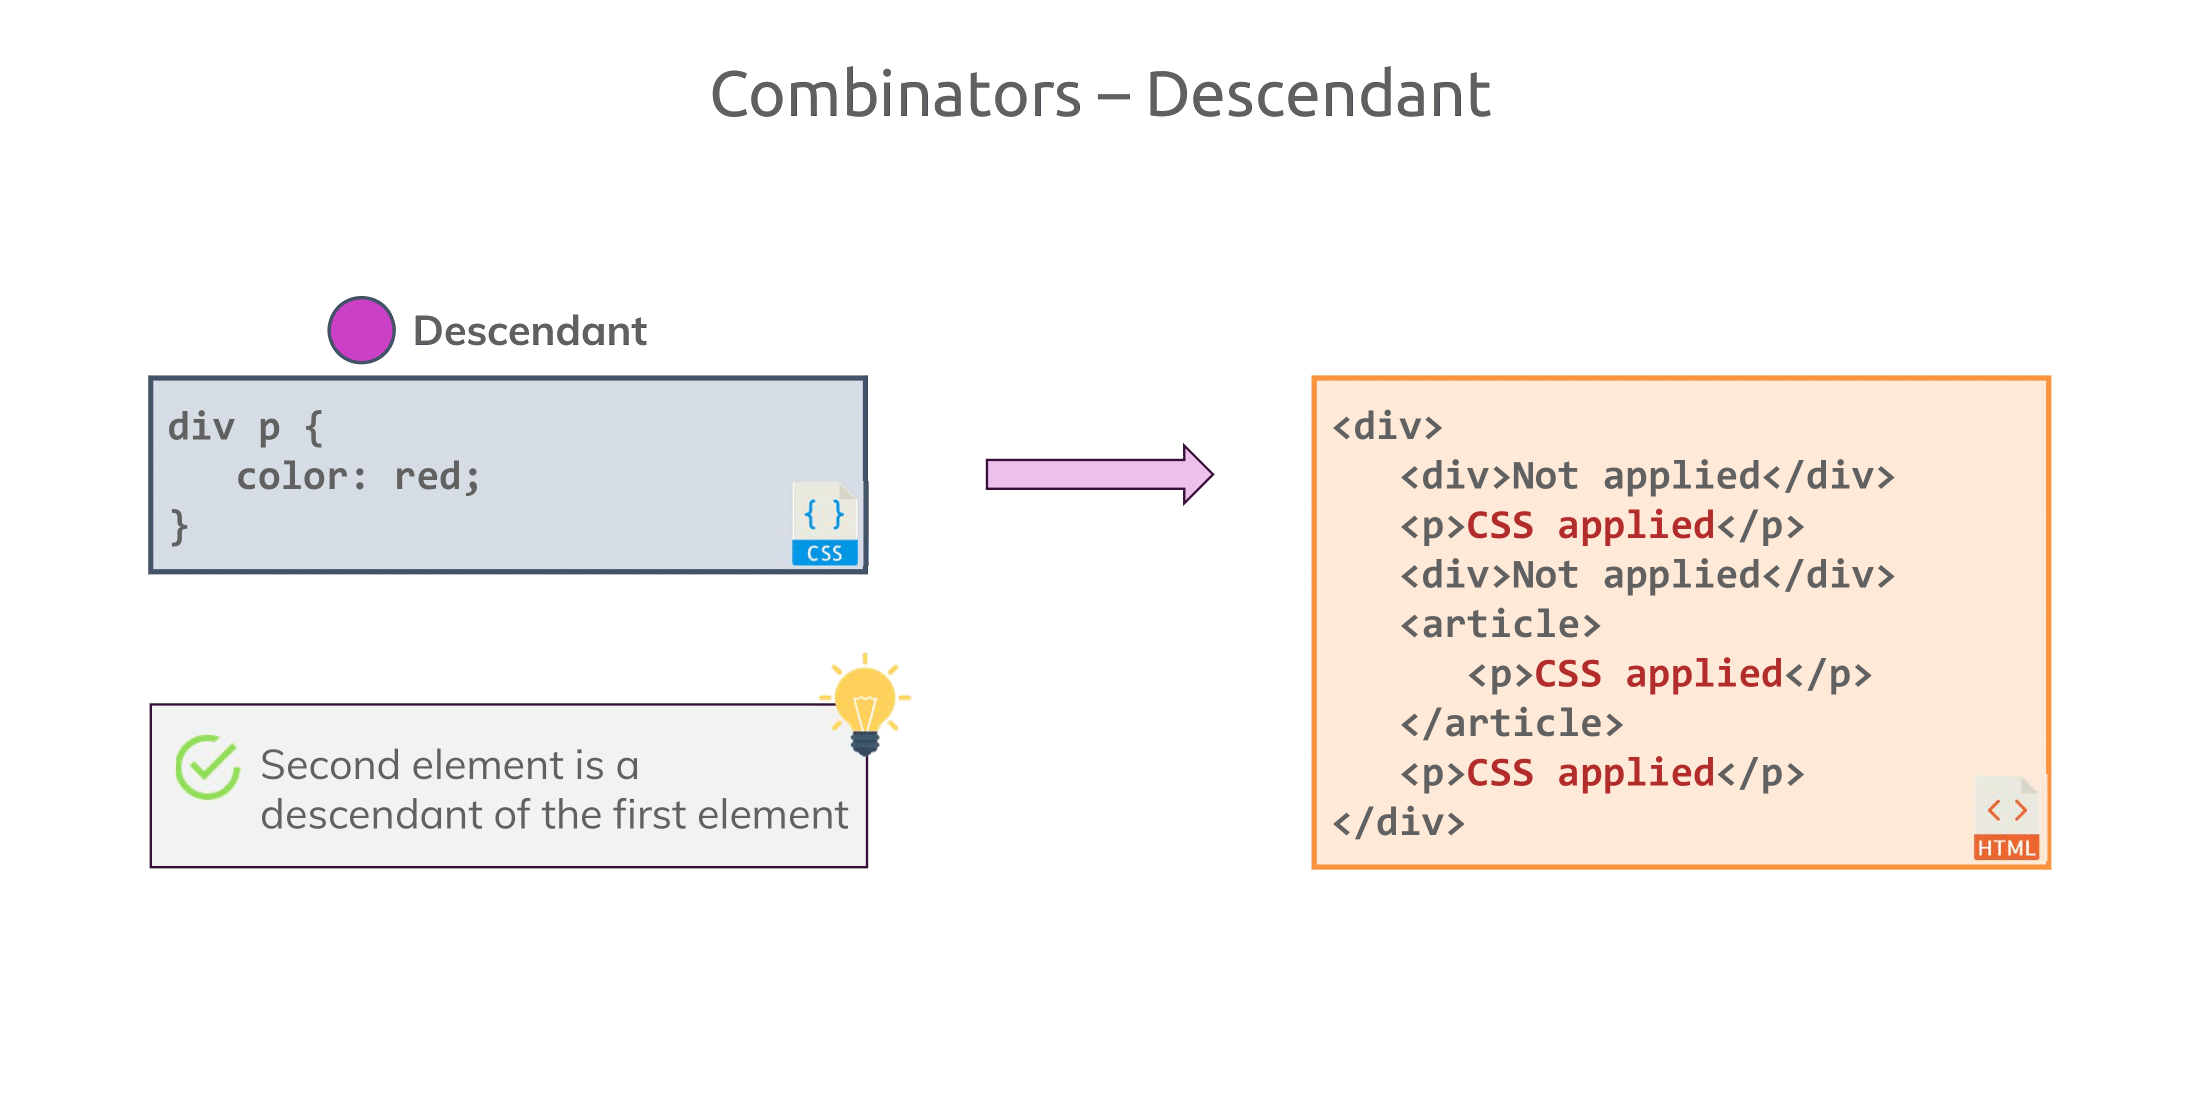 Combinators – Descendant
Descendant
div p {
   color: red;
}
{ }
CSS
Second element is a
descendant of the first element
<div>
   <div>Not applied</div>
   <p>CSS applied</p>
   <div>Not applied</div>
   <article>
      <p>CSS applied</p>
   </article>
   <p>CSS applied</p>
</div>
< >
HTML